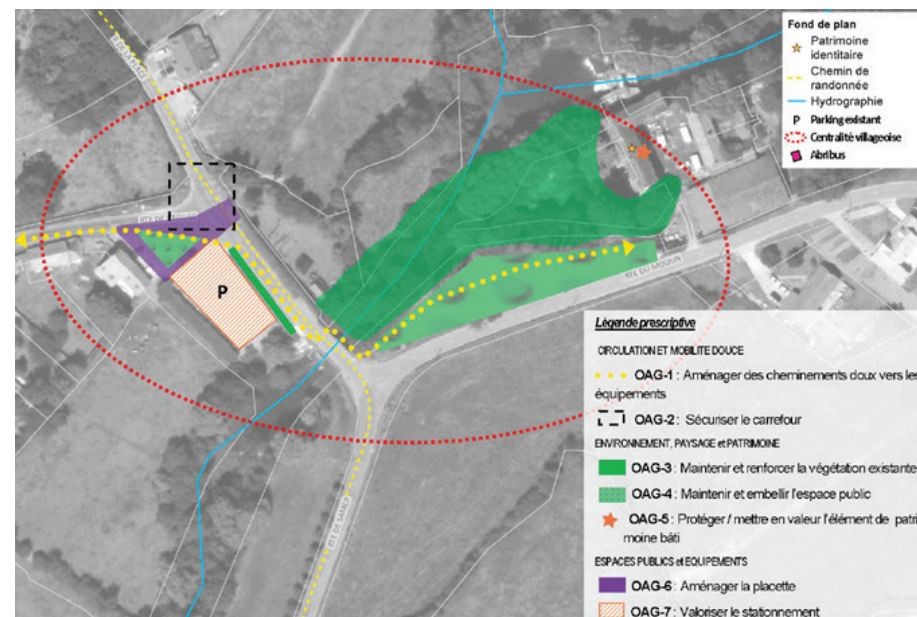 Fond de plan
Patrimoine
identitaire
Chemin de
randonnée
Hydrographie
P Parking existant
Centralité villageoise
Abribus
P
RTE DU MOULIN
RTE DE SAMER
Légende prescriptive
CIRCULATION ET MOBILITE DOUCE
OAG-1 : Aménager des cheminements doux vers les
équipements
OAG-2 : Sécuriser le carrefour
ENVIRONNEMENT, PAYSAGE et PATRIMOINE
OAG-3 : Maintenir et renforcer la végétation existante
OAG-4 : Maintenir et embellir l'espace public
OAG-5 : Protéger / mettre en valeur l'élément de patri
moine bâti
ESPACES PUBLICS et EQUIPEMENTS
OAG-6 : Aménager la placette
OAG-7 : Valoriser le stationnement